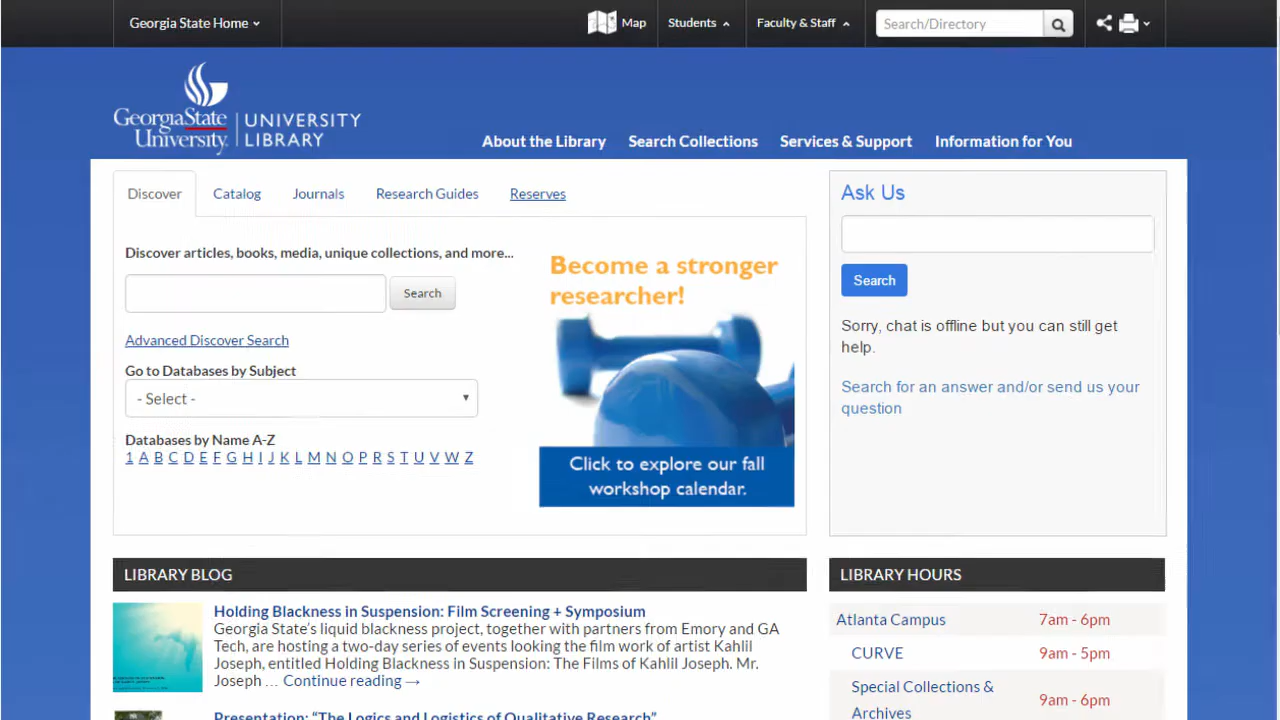 Georgia State Home
Map
Students
Faculty & Staff
Search/Directory
GeorgiaState
University
UNIVERSITY
LIBRARY
About the Library
Search Collections
Services & Support
Information for You
Discover
Catalog
Journals
Research Guides
Reserves
Discover articles, books, media, unique collections, and more...
Search
Advanced Discover Search
Go to Databases by Subject
- Select -
Databases by Name A-Z
1 A B C D E F G H I J K L M N O P R S T U V W Z
Become a stronger
researcher!
Click to explore our fall
workshop calendar.
Ask Us
Search
Sorry, chat is offline but you can still get
help.
Search for an answer and/or send us your
question
LIBRARY BLOG
Holding Blackness in Suspension: Film Screening + Symposium
Georgia State's liquid blackness project, together with partners from Emory and GA
Tech, are hosting a two-day series of events looking the film work of artist Kahlil
Joseph, entitled Holding Blackness in Suspension: The Films of Kahlil Joseph. Mr.
Joseph … Continue reading →
Presentation: “The Logics and Logistics of Qualitative Research”
LIBRARY HOURS
Atlanta Campus 7am - 6pm
CURVE 9am - 5pm
Special Collections &
Archives 9am - 6pm